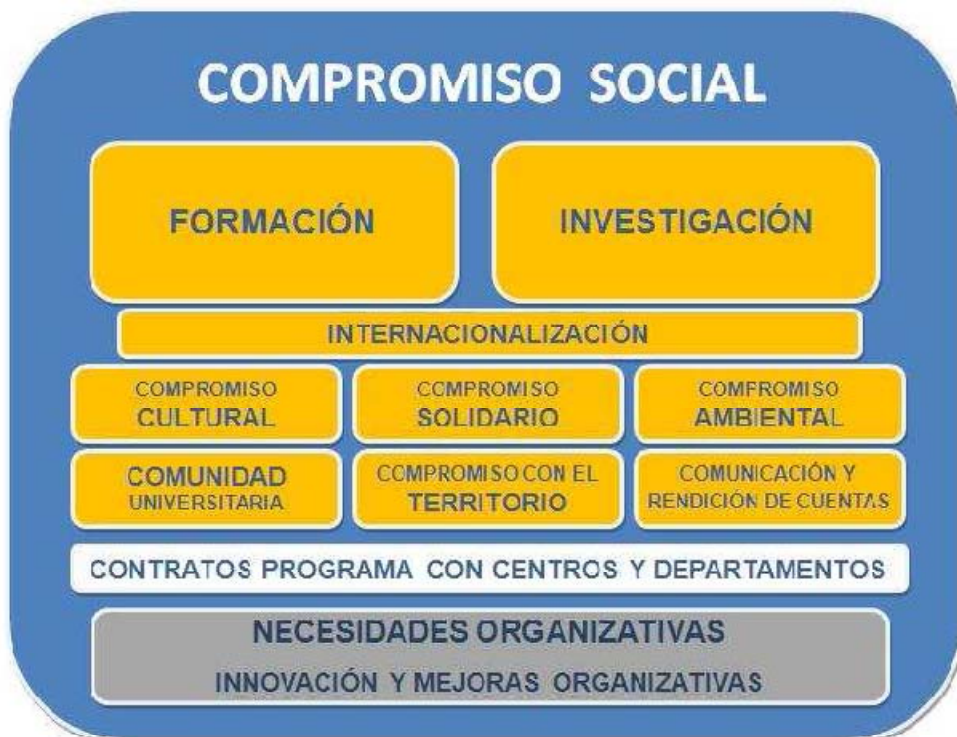 COMPROMISO SOCIAL
FORMACIÓN
INVESTIGACIÓN
INTERNACIONALIZACIÓN
COMPROMISO
CULTURAL
COMPROMISO
SOLIDARIO
COMPROMISO
AMBIENTAL
COMUNIDAD
UNIVERSITARIA
COMPROMISO CON EL
TERRITORIO
COMUNICACIÓN Y
RENDICIÓN DE CUENTAS
CONTRATOS PROGRAMA CON CENTROS Y DEPARTAMENTOS
NECESIDADES ORGANIZATIVAS
INNOVACIÓN Y MEJORAS ORGANIZATIVAS